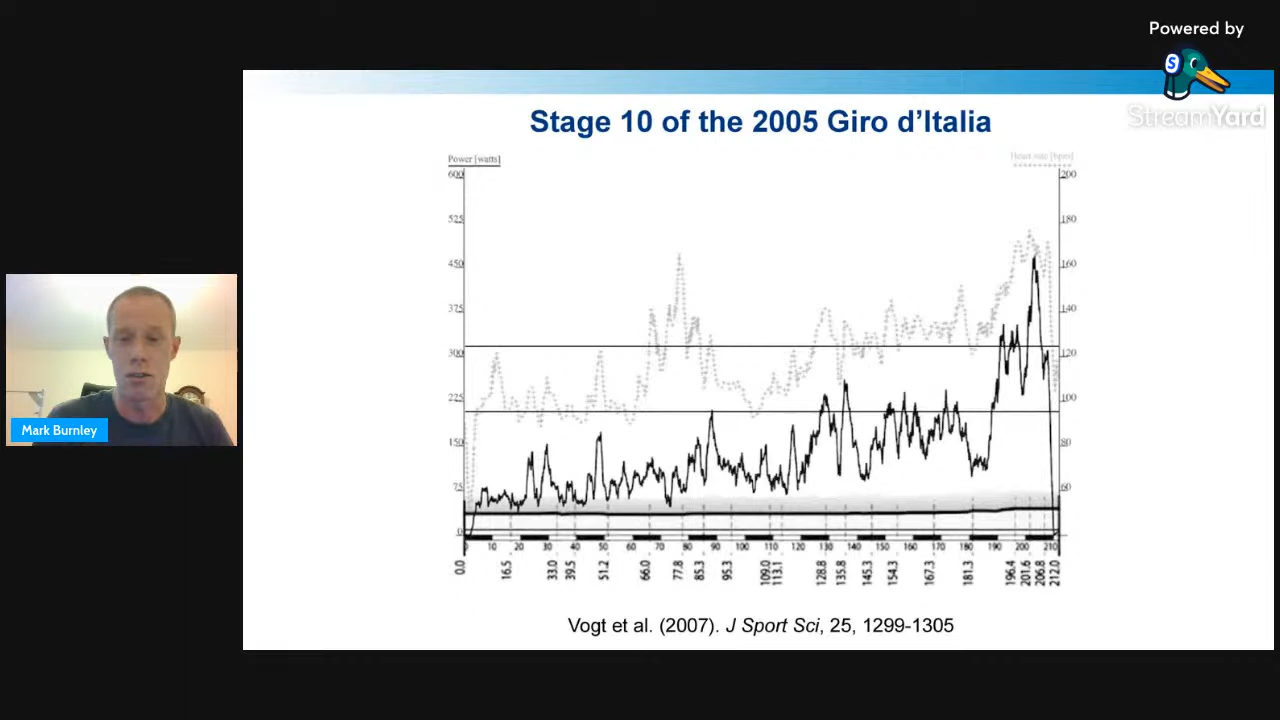 Powered by
S
StreamYard
Stage 10 of the 2005 Giro d'Italia
Power [watts]
Heart rate [bpm]
600
525
450
375
300
225
150
75
0
200
180
160
140
120
100
80
60
0 10 20 30 40 50 60 70 80 90 100 110 120 130 140 150 160 170 180 190 200 210
0.0 16.5 33.0 39.5 51.2 66.0 77.8 85.3 95.3 109.0 113.1 128.8 135.8 145.3 154.3 167.3 181.3 196.4 201.6 206.8 212.0
Mark Burnley
Vogt et al. (2007). J Sport Sci, 25, 1299-1305